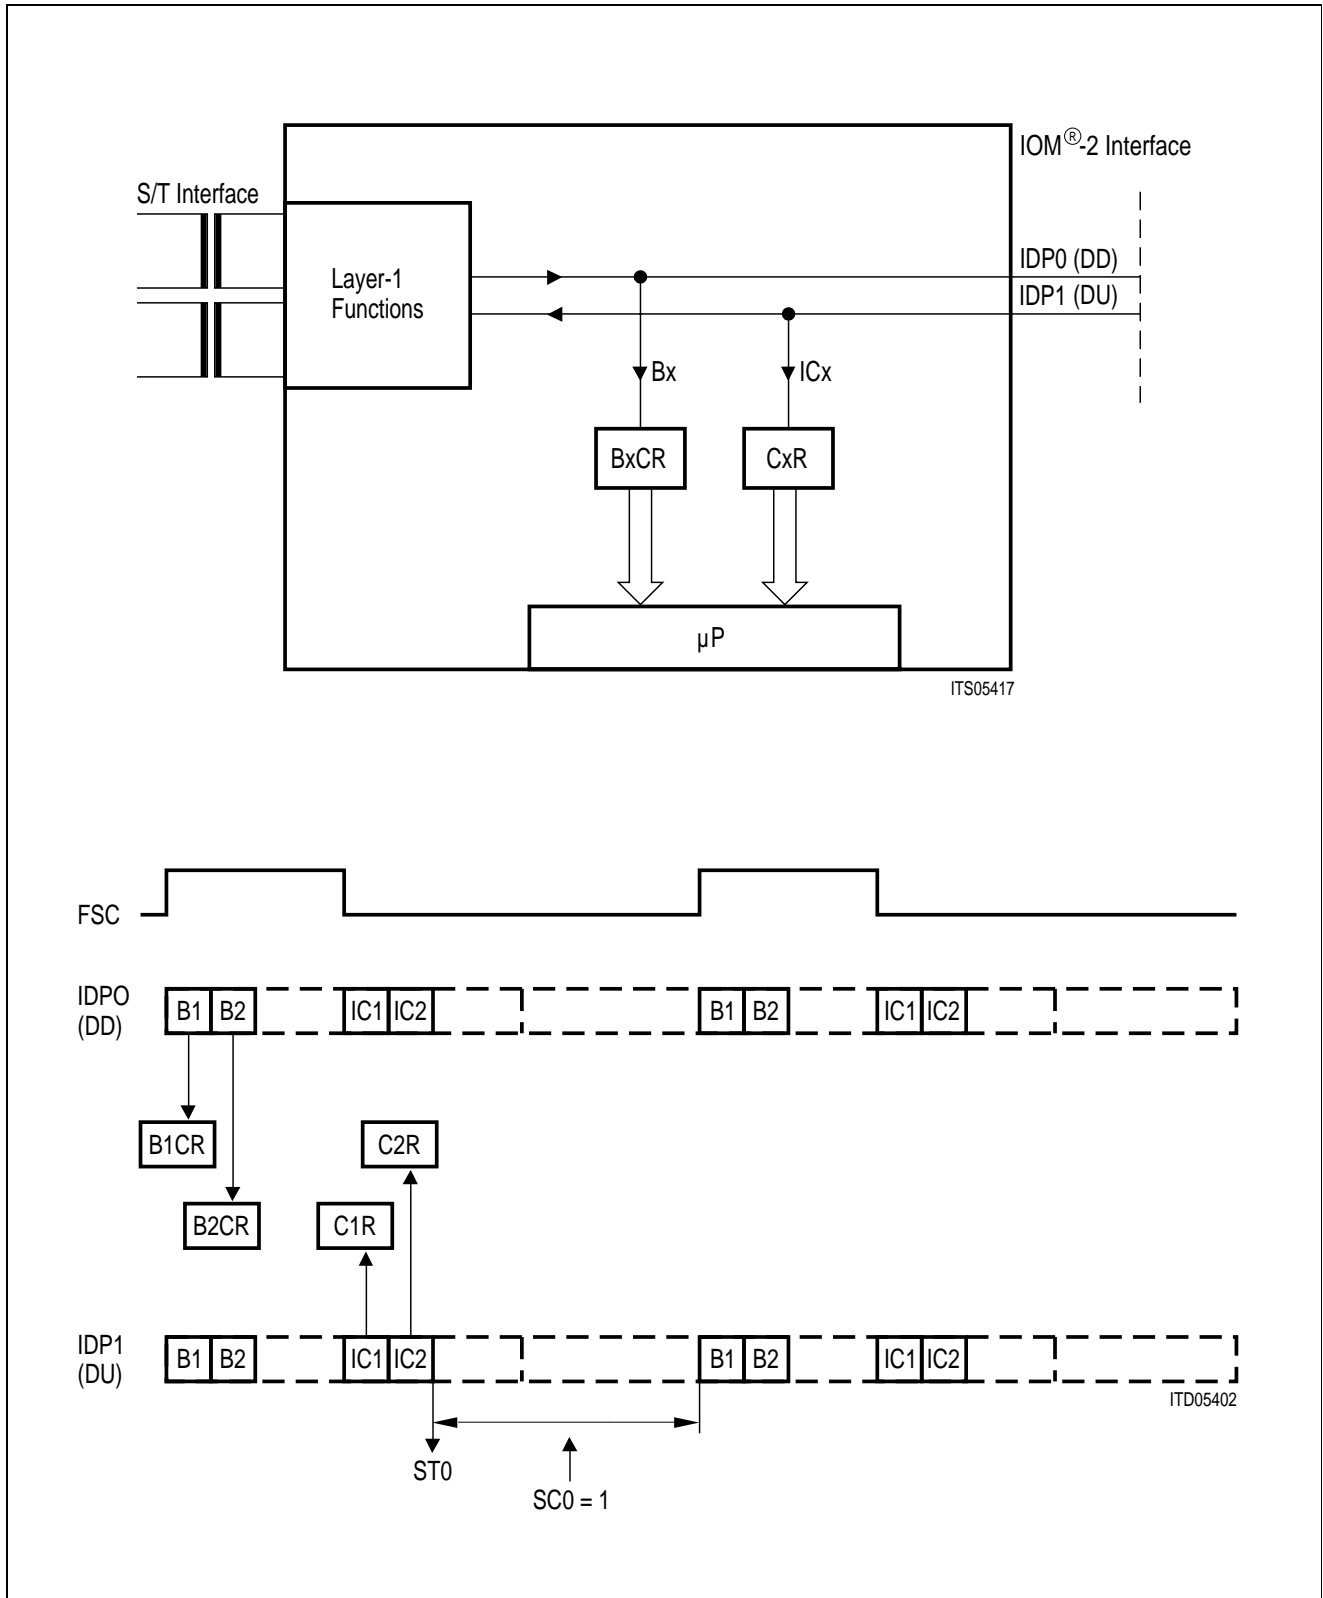 IOM®-2 Interface
S/T Interface
IDP0 (DD)
Layer-1
Functions
IDP1 (DU)
Bx
ICx
BxCR
CxR
µP
ITS05417
FSC
IDPO
(DD)
B1 B2 IC1 IC2 B1 B2 IC1 IC2
B1CR
C2R
B2CR
C1R
IDP1
(DU)
B1 B2 IC1 IC2 B1 B2 IC1 IC2
ITD05402
ST0
SC0 = 1